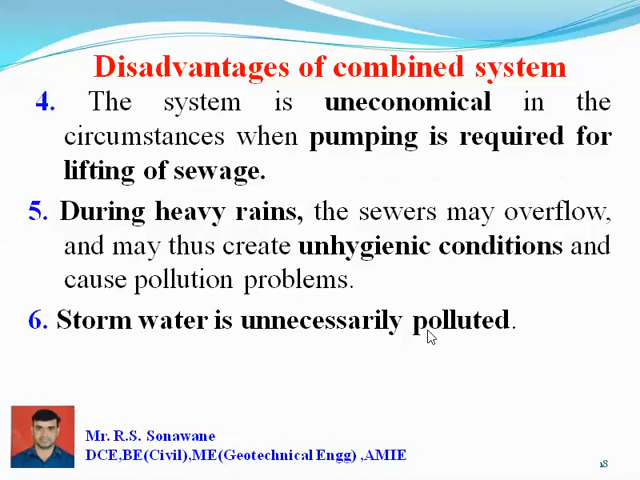 Disadvantages of combined system
4. The system is uneconomical in the
circumstances when pumping is required for
lifting of sewage.
5. During heavy rains, the sewers may overflow,
and may thus create unhygienic conditions and
cause pollution problems.
6. Storm water is unnecessarily polluted.
Mr. R.S. Sonawane
DCE,BE(Civil),ME(Geotechnical Engg) ,AMIE
18